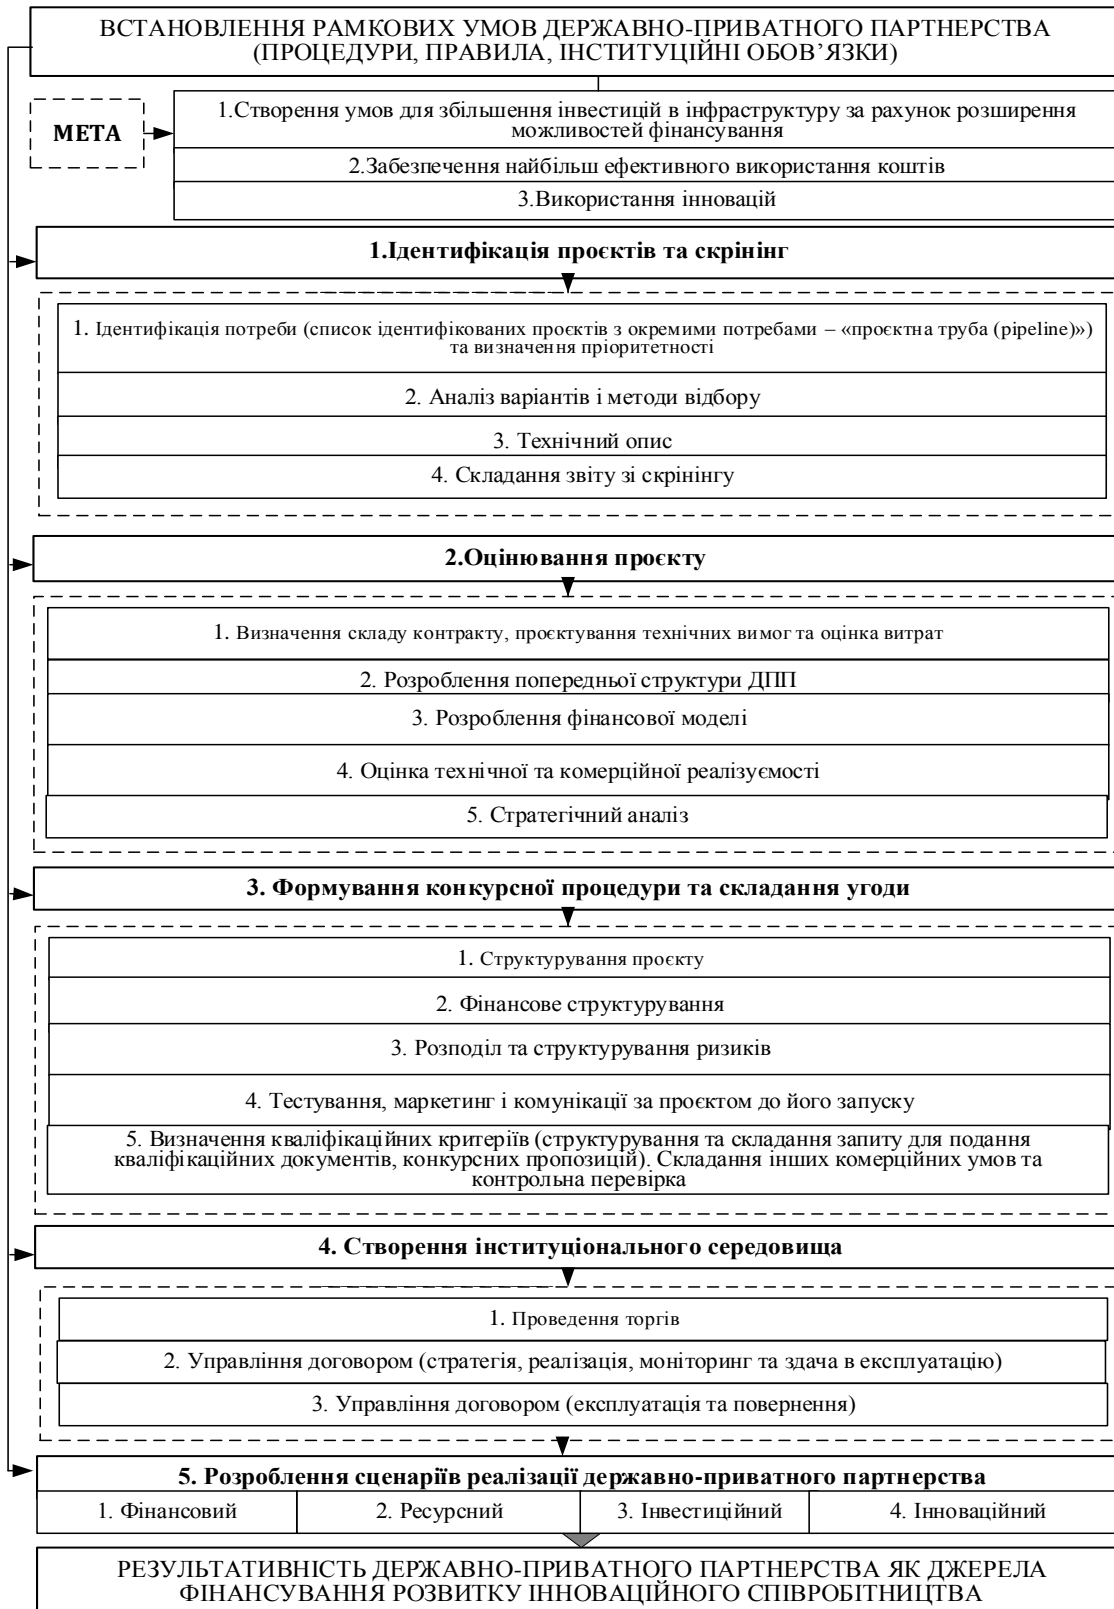 ВСТАНОВЛЕННЯ РАМКОВИХ УМОВ ДЕРЖАВНО-ПРИВАТНОГО ПАРТНЕРСТВА
(ПРОЦЕДУРИ, ПРАВИЛА, ІНСТИТУЦІЙНІ ОБОВ’ЯЗКИ)
МЕТА
1.Створення умов для збільшення інвестицій в інфраструктуру за рахунок розширення
можливостей фінансування
2.Забезпечення найбільш ефективного використання коштів
3.Використання інновацій
1.Ідентифікація проєктів та скрінінг
1. Ідентифікація потреби (список ідентифікованих проєктів з окремими потребами – «проєктна труба (pipeline)»)
та визначення пріоритетності
2. Аналіз варіантів і методи відбору
3. Технічний опис
4. Складання звіту зі скрінінгу
2.Оцінювання проєкту
1. Визначення складу контракту, проєктування технічних вимог та оцінка витрат
2. Розроблення попередньої структури ДПП
3. Розроблення фінансової моделі
4. Оцінка технічної та комерційної реалізуємості
5. Стратегічний аналіз
3. Формування конкурсної процедури та складання угоди
1. Структурування проєкту
2. Фінансове структурування
3. Розподіл та структурування ризиків
4. Тестування, маркетинг і комунікації за проєктом до його запуску
5. Визначення кваліфікаційних критеріїв (структурування та складання запиту для подання
кваліфікаційних документів, конкурсних пропозицій). Складання інших комерційних умов та
контрольна перевірка
4. Створення інституціонального середовища
1. Проведення торгів
2. Управління договором (стратегія, реалізація, моніторинг та здача в експлуатацію)
3. Управління договором (експлуатація та повернення)
5. Розроблення сценаріїв реалізації державно-приватного партнерства
1. Фінансовий
2. Ресурсний
3. Інвестиційний
4. Інноваційний
РЕЗУЛЬТАТИВНІСТЬ ДЕРЖАВНО-ПРИВАТНОГО ПАРТНЕРСТВА ЯК ДЖЕРЕЛА
ФІНАНСУВАННЯ РОЗВИТКУ ІННОВАЦІЙНОГО СПІВРОБІТНИЦТВА